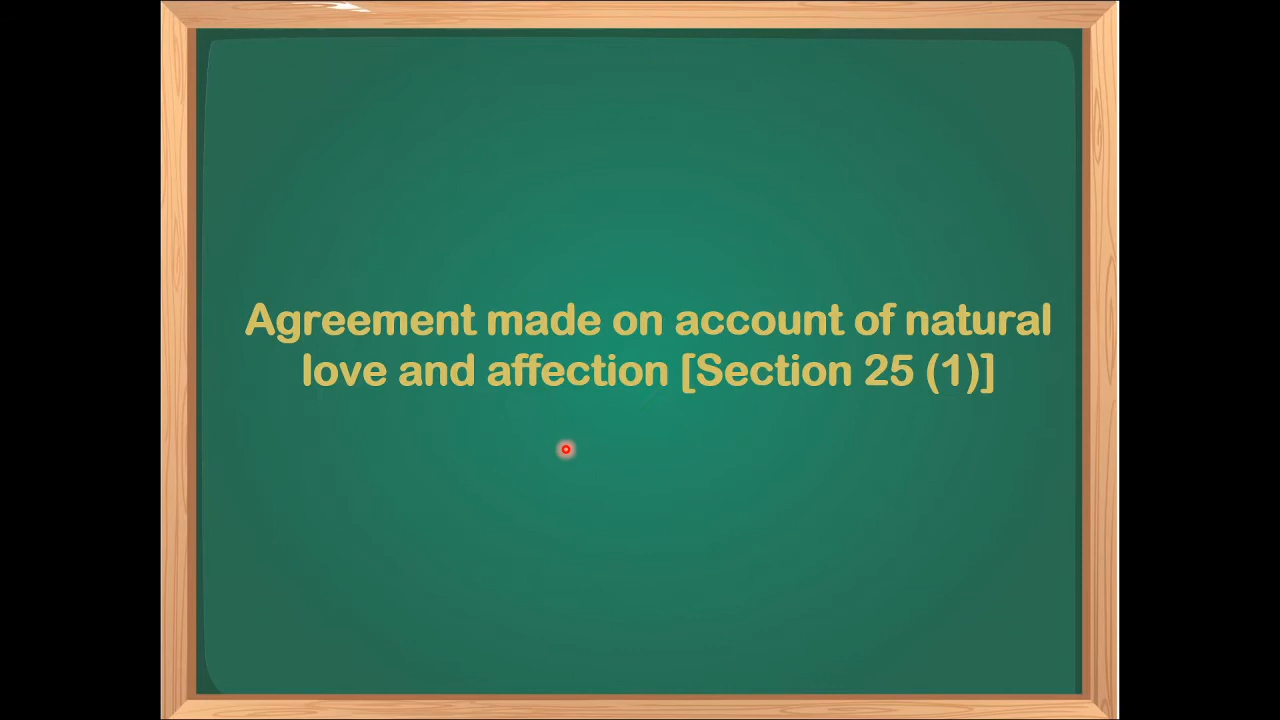 Agreement made on account of natural
love and affection [Section 25 (1)]